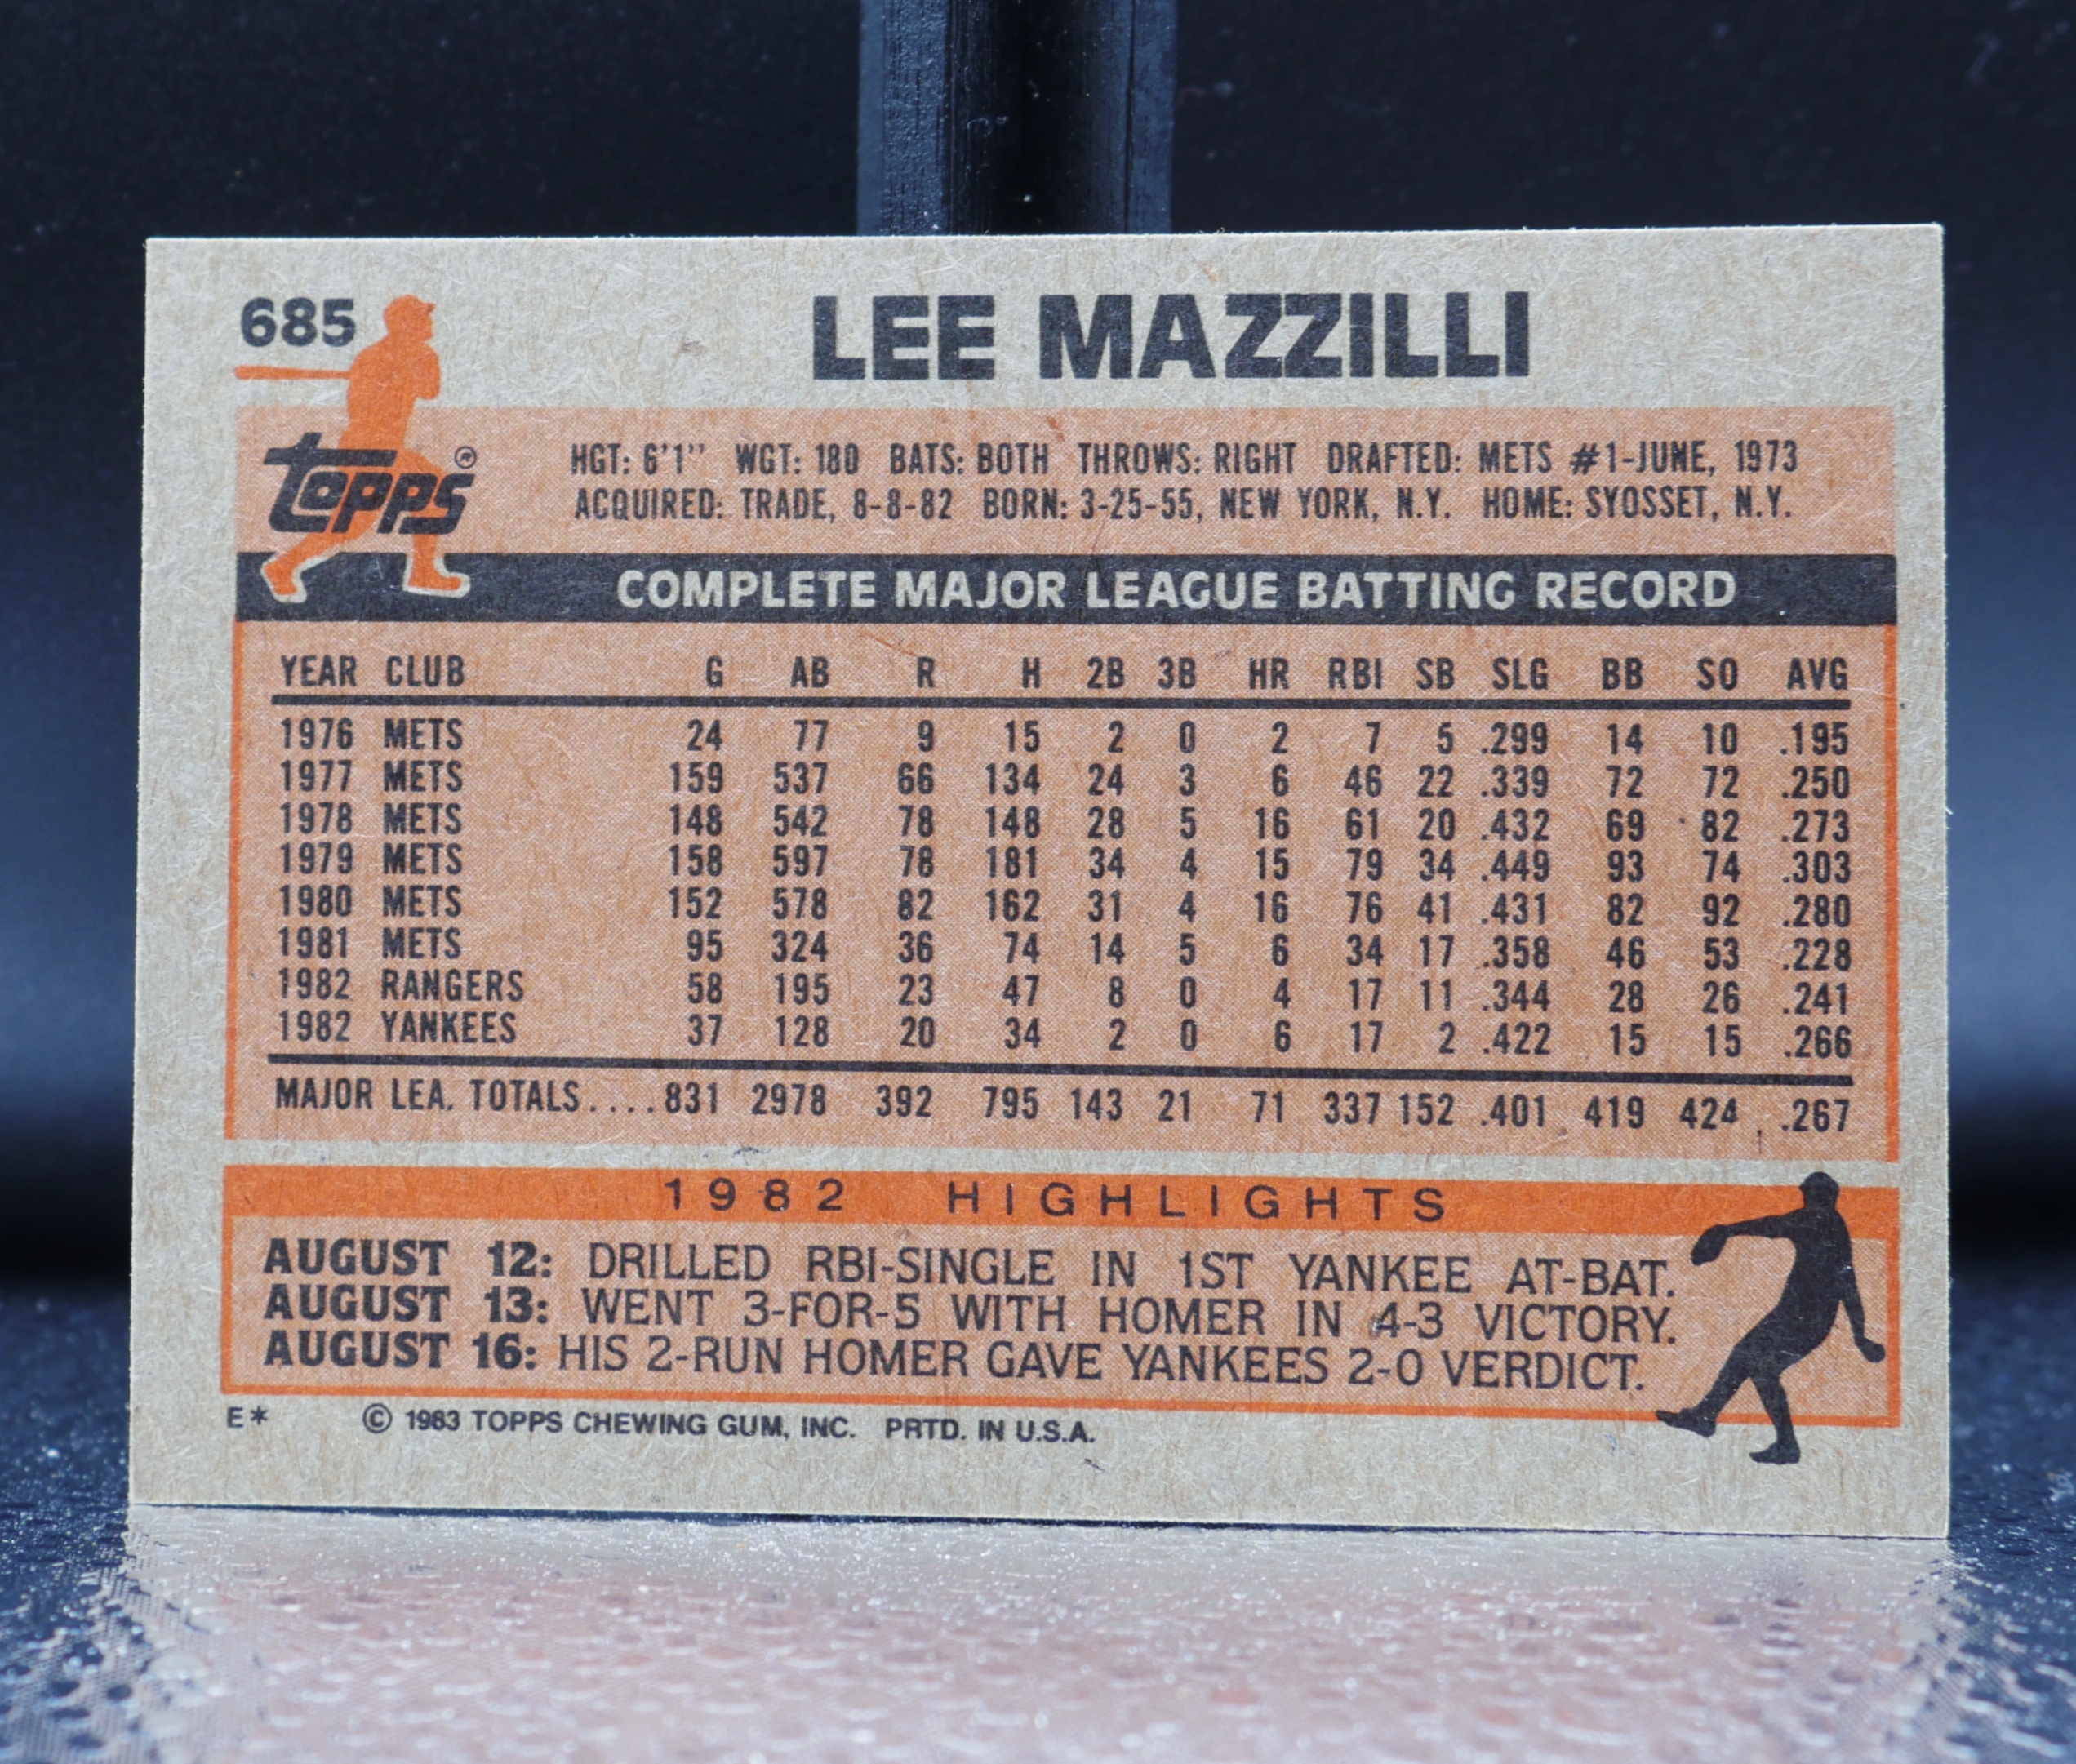 685
LEE MAZZILLI
topps®
HGT: 6'1" WGT: 180 BATS: BOTH THROWS: RIGHT DRAFTED: METS #1-JUNE, 1973
ACQUIRED: TRADE, 8-8-82 BORN: 3-25-55, NEW YORK, N.Y. HOME: SYOSSET, N.Y.
COMPLETE MAJOR LEAGUE BATTING RECORD
YEAR CLUB G AB R H 2B 3B HR RBI SB SLG BB SO AVG
1976 METS 24 77 9 15 2 0 2 7 5 .299 14 10 .195
1977 METS 159 537 66 134 24 3 6 46 22 .339 72 72 .250
1978 METS 148 542 78 148 28 5 16 61 20 .432 69 82 .273
1979 METS 158 597 78 181 34 4 15 79 34 .449 93 74 .303
1980 METS 152 578 82 162 31 4 16 76 41 .431 82 92 .280
1981 METS 95 324 36 74 14 5 6 34 17 .358 46 53 .228
1982 RANGERS 58 195 23 47 8 0 4 17 11 .344 28 26 .241
1982 YANKEES 37 128 20 34 2 0 6 17 2 .422 15 15 .266
MAJOR LEA. TOTALS....831 2978 392 795 143 21 71 337 152 .401 419 424 .267
1982 HIGHLIGHTS
AUGUST 12: DRILLED RBI-SINGLE IN 1ST YANKEE AT-BAT.
AUGUST 13: WENT 3-FOR-5 WITH HOMER IN 4-3 VICTORY.
AUGUST 16: HIS 2-RUN HOMER GAVE YANKEES 2-0 VERDICT.
E* © 1983 TOPPS CHEWING GUM, INC. PRTD. IN U.S.A.